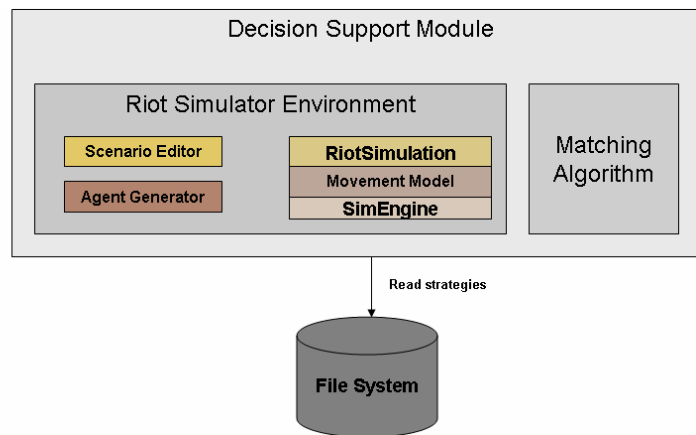 Decision Support Module
Riot Simulator Environment
Scenario Editor
Agent Generator
RiotSimulation
Movement Model
SimEngine
Matching
Algorithm
Read strategies
File System